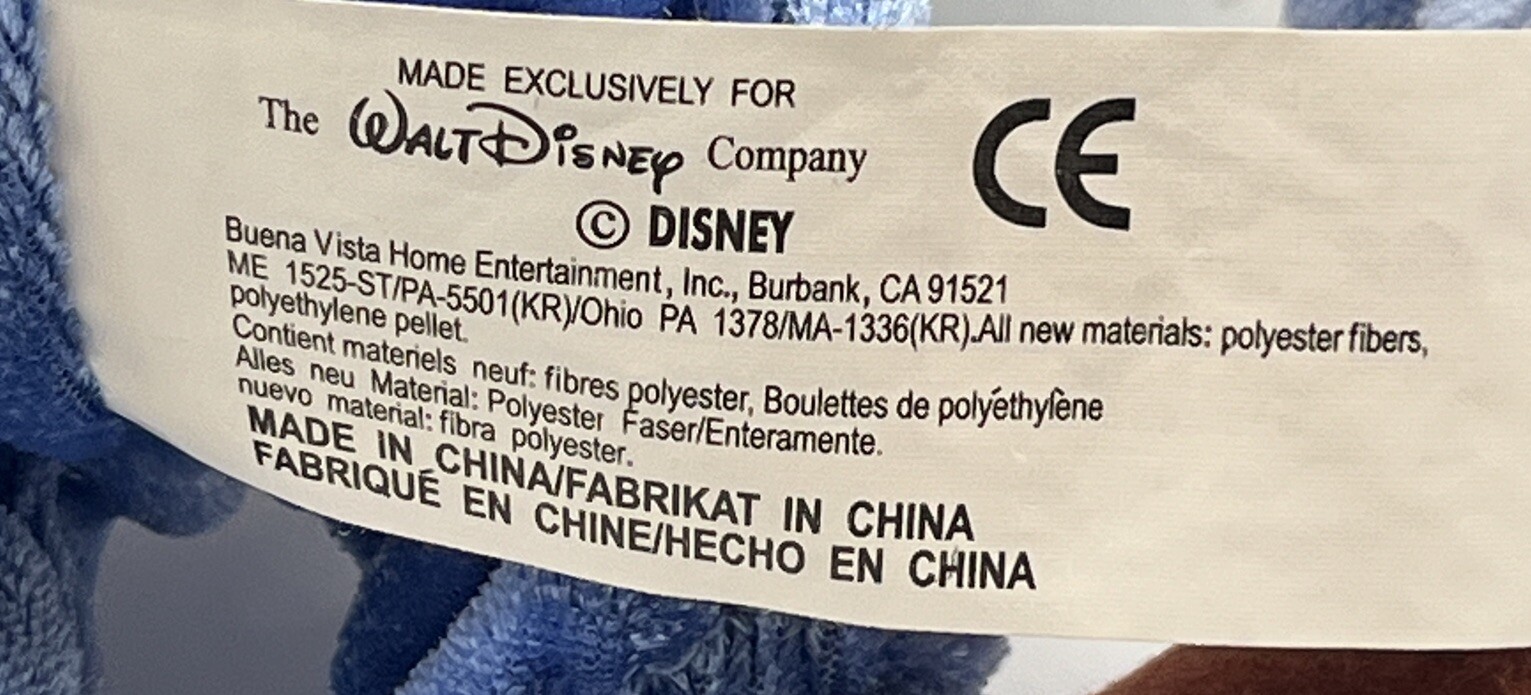 MADE EXCLUSIVELY FOR
The WALT DISNEY Company
CE
© DISNEY
Buena Vista Home Entertainment, Inc., Burbank, CA 91521
ME 1525-ST/PA-5501(KR)/Ohio PA 1378/MA-1336(KR).All new materials: polyester fibers,
polyethylene pellet.
Contient materiels neuf: fibres polyester, Boulettes de polyéthylène
Alles neu Material: Polyester Faser/Enteramente.
nuevo material: fibra polyester.
MADE IN CHINA/FABRIKAT IN CHINA
FABRIQUÉ EN CHINE/HECHO EN CHINA